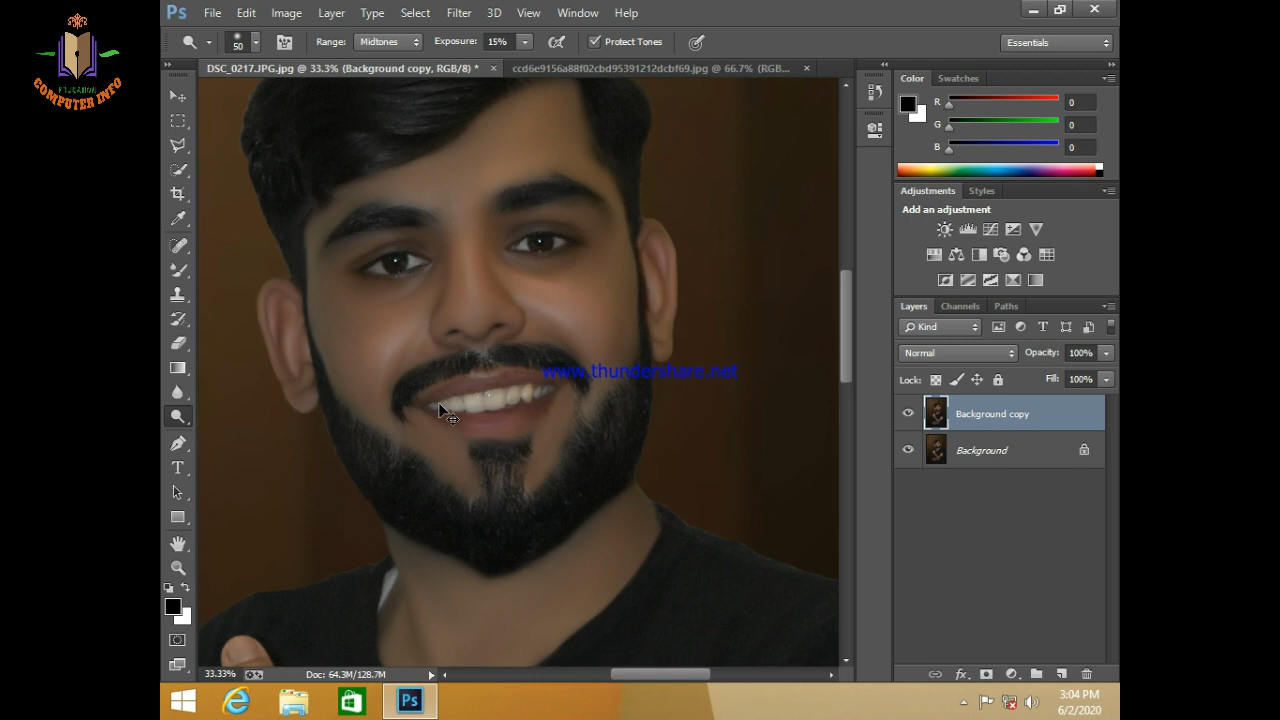 Ps File Edit Image Layer Type Select Filter 3D View Window Help
50 Range: Midtones Exposure: 15% Protect Tones Essentials
EDUCATION
COMPUTER INFO
DSC_0217.JPG.jpg @ 33.3% (Background copy, RGB/8) * × ccd6e9156a88f02cbd95391212dcbf69.jpg @ 66.7% (RGB... ×
Color Swatches
R 0
G 0
B 0
Adjustments Styles
Add an adjustment
Layers Channels Paths
Kind
Normal Opacity: 100%
Lock: Fill: 100%
Background copy
Background
www.thundershare.net
33.33% Doc: 64.3M/128.7M
Ps
3:04 PM
6/2/2020